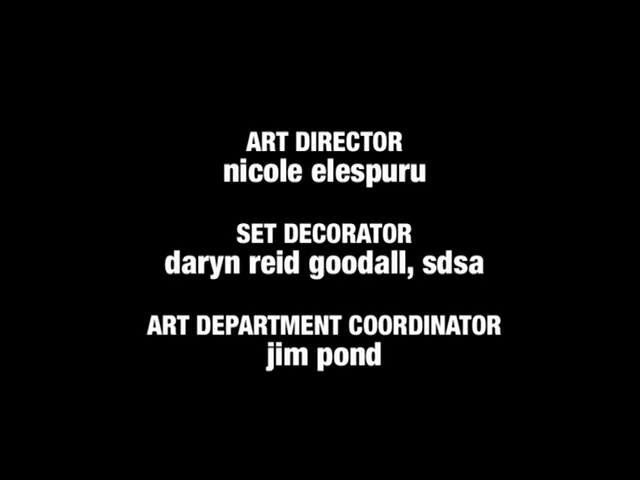 ART DIRECTOR
nicole elespuru
SET DECORATOR
daryn reid goodall, sdsa
ART DEPARTMENT COORDINATOR
jim pond